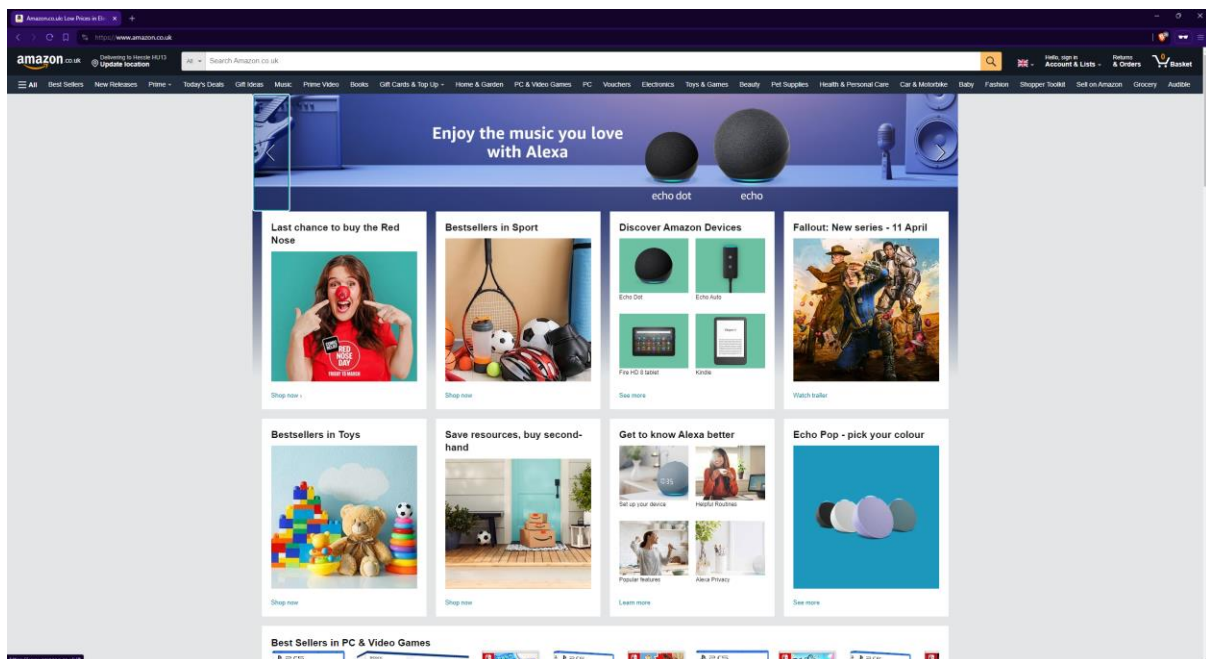 Amazon.co.uk: Low Prices in Ele
https://www.amazon.co.uk
amazon.co.uk
Delivering to Hessle HU13
Update location
All
Search Amazon.co.uk
Hello, sign in
Account & Lists
Returns
& Orders
0
Basket
All Best Sellers New Releases Prime Today's Deals Gift Ideas Music Prime Video Books Gift Cards & Top Up Home & Garden PC & Video Games PC Vouchers Electronics Toys & Games Beauty Pet Supplies Health & Personal Care Car & Motorbike Baby Fashion Shopper Toolkit Sell on Amazon Grocery Audible
Enjoy the music you love
with Alexa
echo dot echo
Last chance to buy the Red
Nose
RED
NOSE
DAY
FRIDAY 15 MARCH
Shop now ›
Bestsellers in Sport
Shop now
Discover Amazon Devices
Echo Dot
Echo Auto
Fire HD 8 tablet
Kindle
See more
Fallout: New series - 11 April
Watch trailer
Bestsellers in Toys
Shop now
Save resources, buy second-
hand
Shop now
Get to know Alexa better
Set up your device
Helpful Routines
Popular features
Alexa Privacy
Learn more
Echo Pop - pick your colour
See more
Best Sellers in PC & Video Games